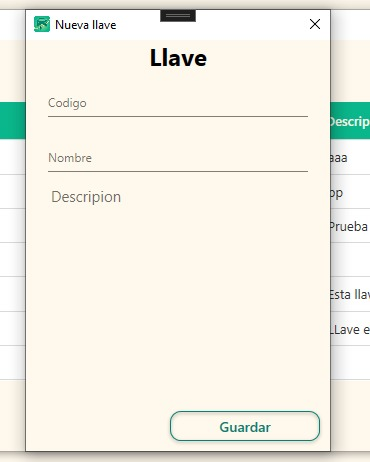 Nueva llave
Llave
Descrip
Codigo
aaa
Nombre
op
Descripion
Prueba
Esta llav
LLave e
Guardar